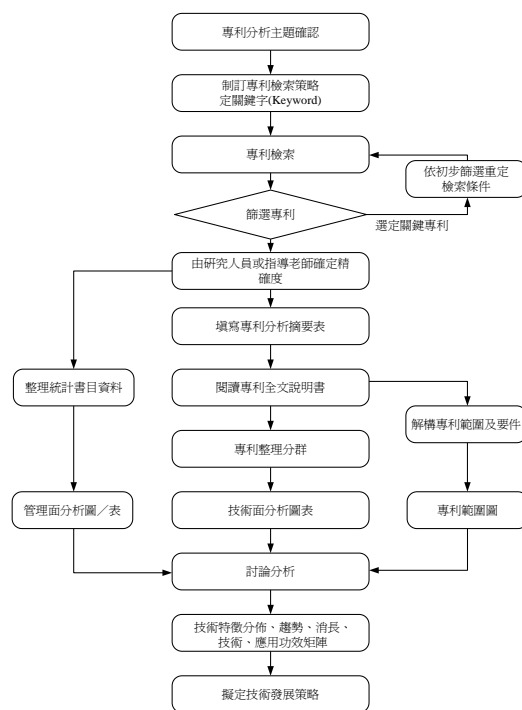 專利分析主題確認
制訂專利檢索策略
定關鍵字(Keyword)
專利檢索
依初步篩選重定
檢索條件
篩選專利
選定關鍵專利
由研究人員或指導老師確定精
確度
填寫專利分析摘要表
整理統計書目資料
閱讀專利全文說明書
解構專利範圍及要件
專利整理分群
管理面分析圖／表
技術面分析圖表
專利範圍圖
討論分析
技術特徵分佈、趨勢、消長、
技術、應用功效矩陣
擬定技術發展策略